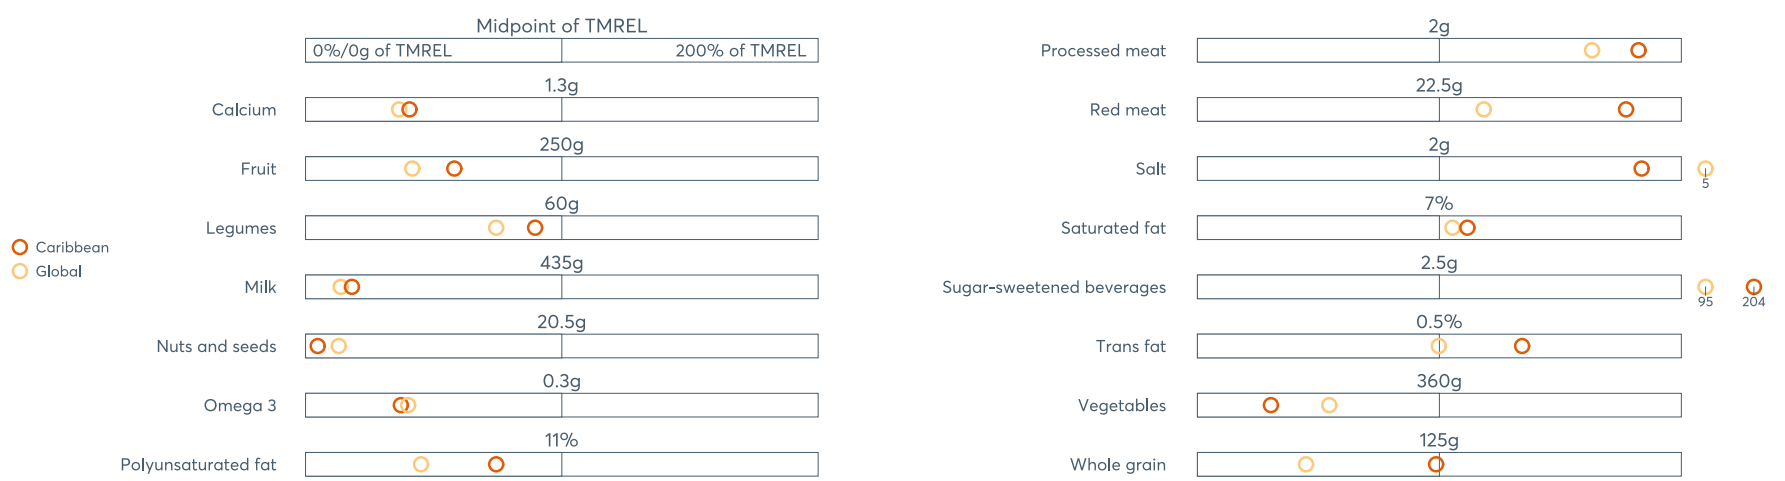 Midpoint of TMREL
0%/0g of TMREL 200% of TMREL
Calcium 1.3g
Fruit 250g
Legumes 60g
Milk 435g
Nuts and seeds 20.5g
Omega 3 0.3g
Polyunsaturated fat 11%
Caribbean
Global
Processed meat 2g
Red meat 22.5g
Salt 2g
5
Saturated fat 7%
Sugar-sweetened beverages 2.5g
95 204
Trans fat 0.5%
Vegetables 360g
Whole grain 125g